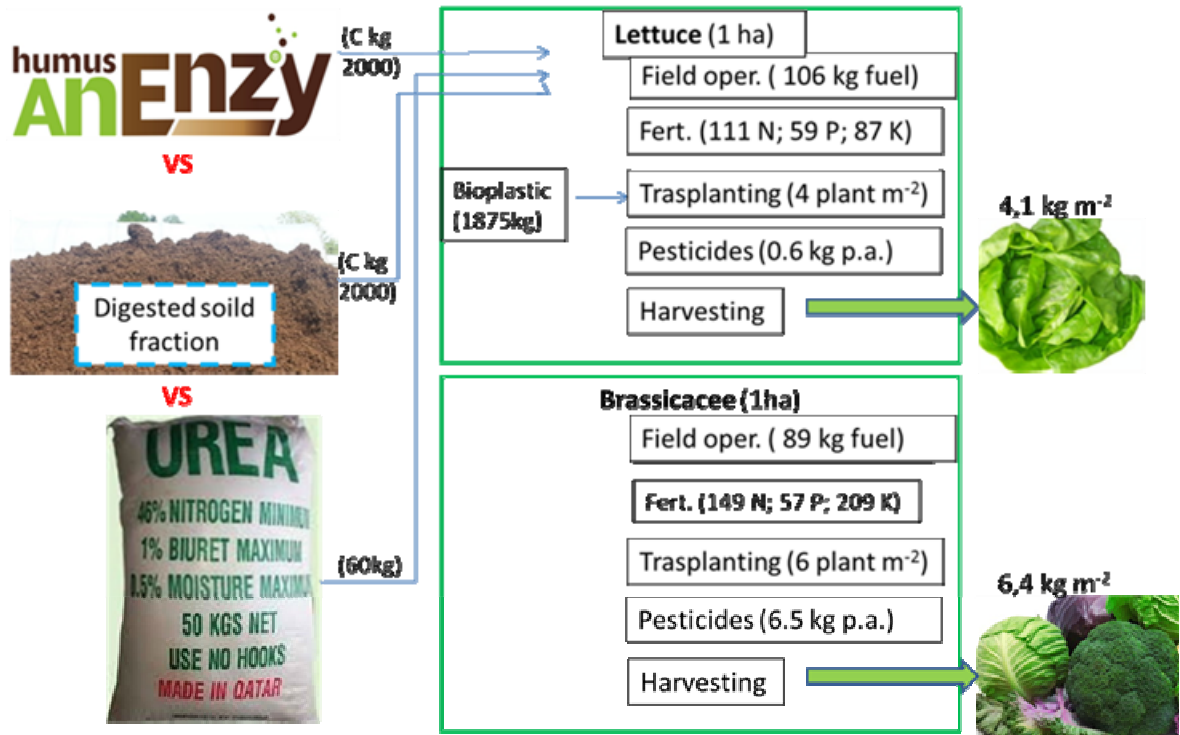 humus
AnEnzy
(C kg
2000)
VS
Digested soild
fraction
(C kg
2000)
VS
UREA
46% NITROGEN MINIMUM
1% BIURET MAXIMUM
0.5% MOISTURE MAXIMUM
50 KGS NET
USE NO HOOKS
MADE IN QATAR
(60kg)
Lettuce (1 ha)
Field oper. ( 106 kg fuel)
Fert. (111 N; 59 P; 87 K)
Bioplastic
(1875kg)
Trasplanting (4 plant m⁻²)
Pesticides (0.6 kg p.a.)
Harvesting
4,1 kg m⁻²
Brassicacee (1ha)
Field oper. ( 89 kg fuel)
Fert. (149 N; 57 P; 209 K)
Trasplanting (6 plant m⁻²)
Pesticides (6.5 kg p.a.)
Harvesting
6,4 kg m⁻²